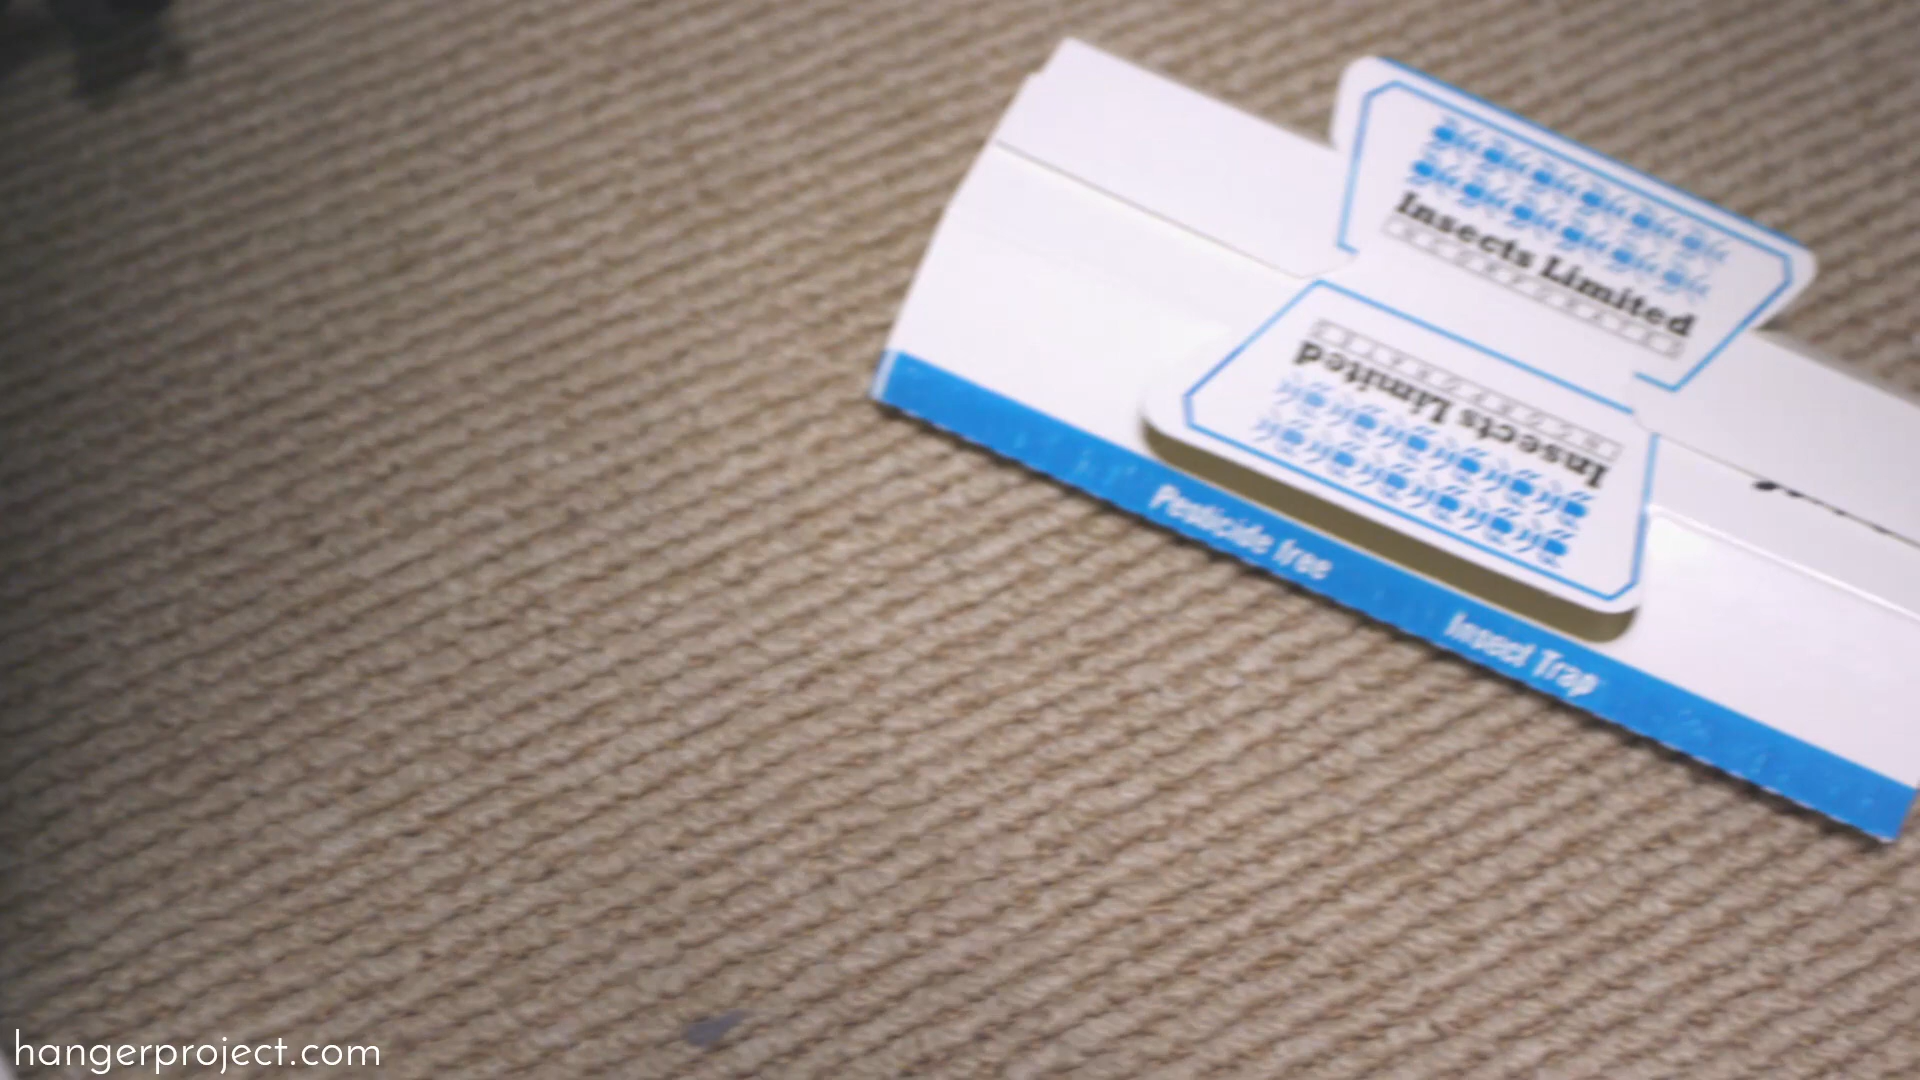 Insects Limited
Insects Limited
Pesticide free
Insect Trap
hangerproject.com